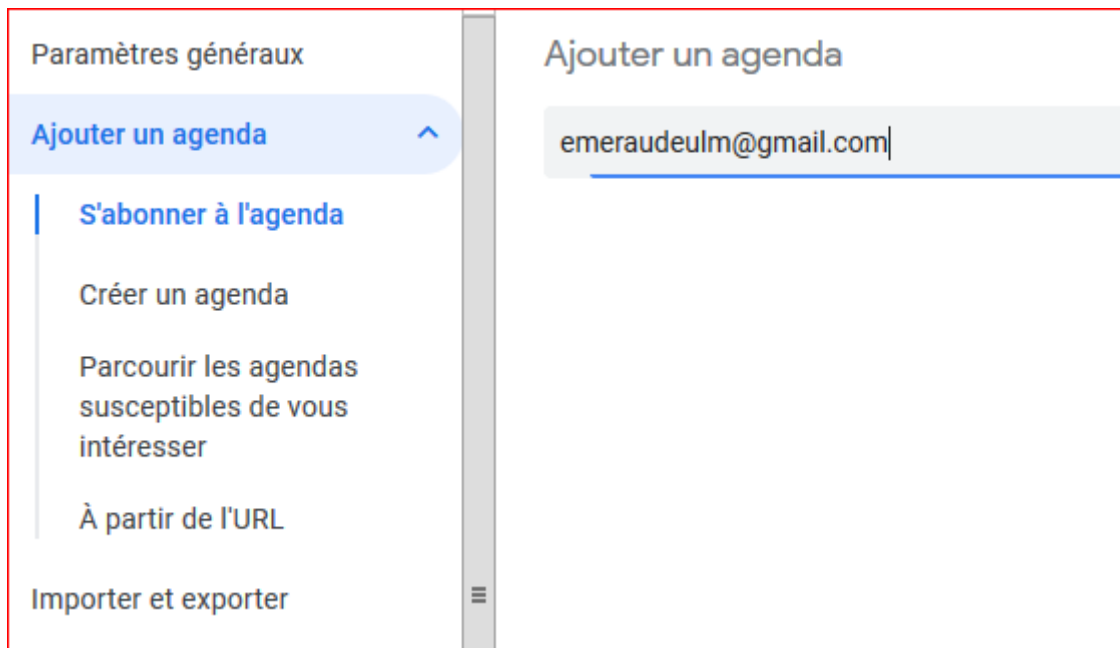 Paramètres généraux
Ajouter un agenda
S'abonner à l'agenda
Créer un agenda
Parcourir les agendas
susceptibles de vous
intéresser
À partir de l'URL
Importer et exporter
Ajouter un agenda
emeraudeulm@gmail.com